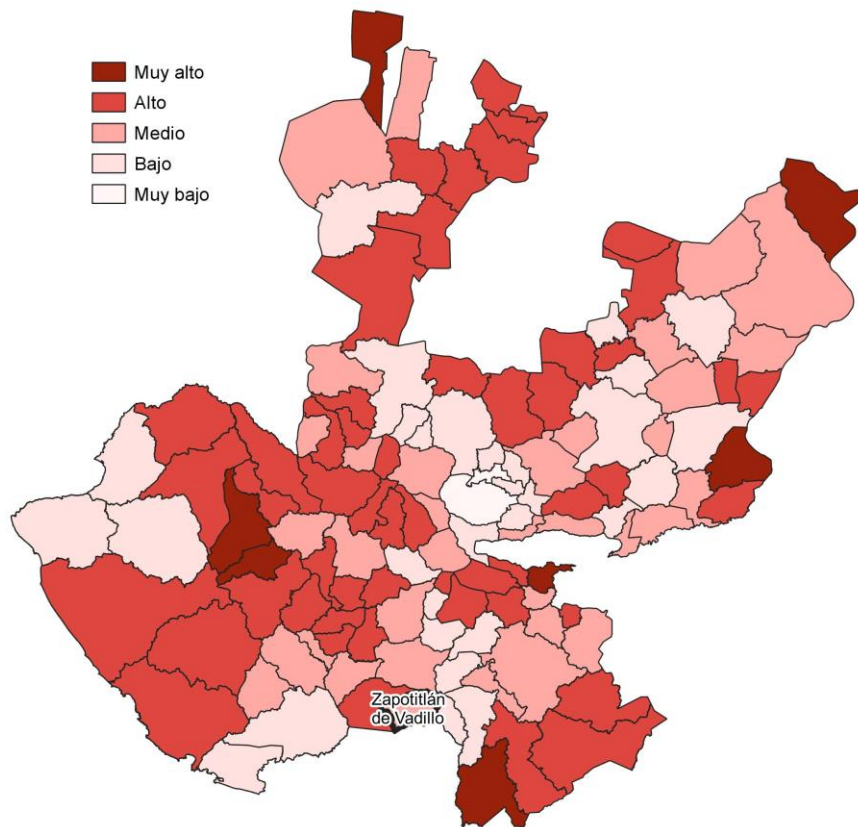 Muy alto
Alto
Medio
Bajo
Muy bajo
Zapotitlán
de Vadillo